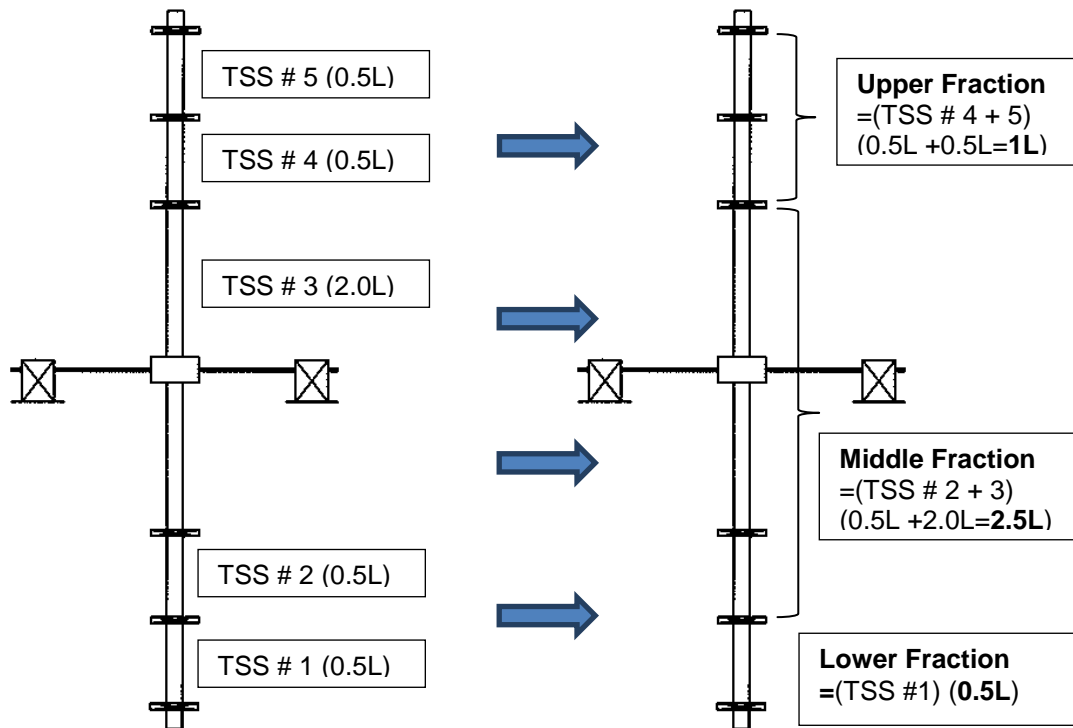 TSS # 5 (0.5L)
TSS # 4 (0.5L)
TSS # 3 (2.0L)
TSS # 2 (0.5L)
TSS # 1 (0.5L)
Upper Fraction
=(TSS # 4 + 5)
(0.5L +0.5L=1L)
Middle Fraction
=(TSS # 2 + 3)
(0.5L +2.0L=2.5L)
Lower Fraction
=(TSS #1) (0.5L)